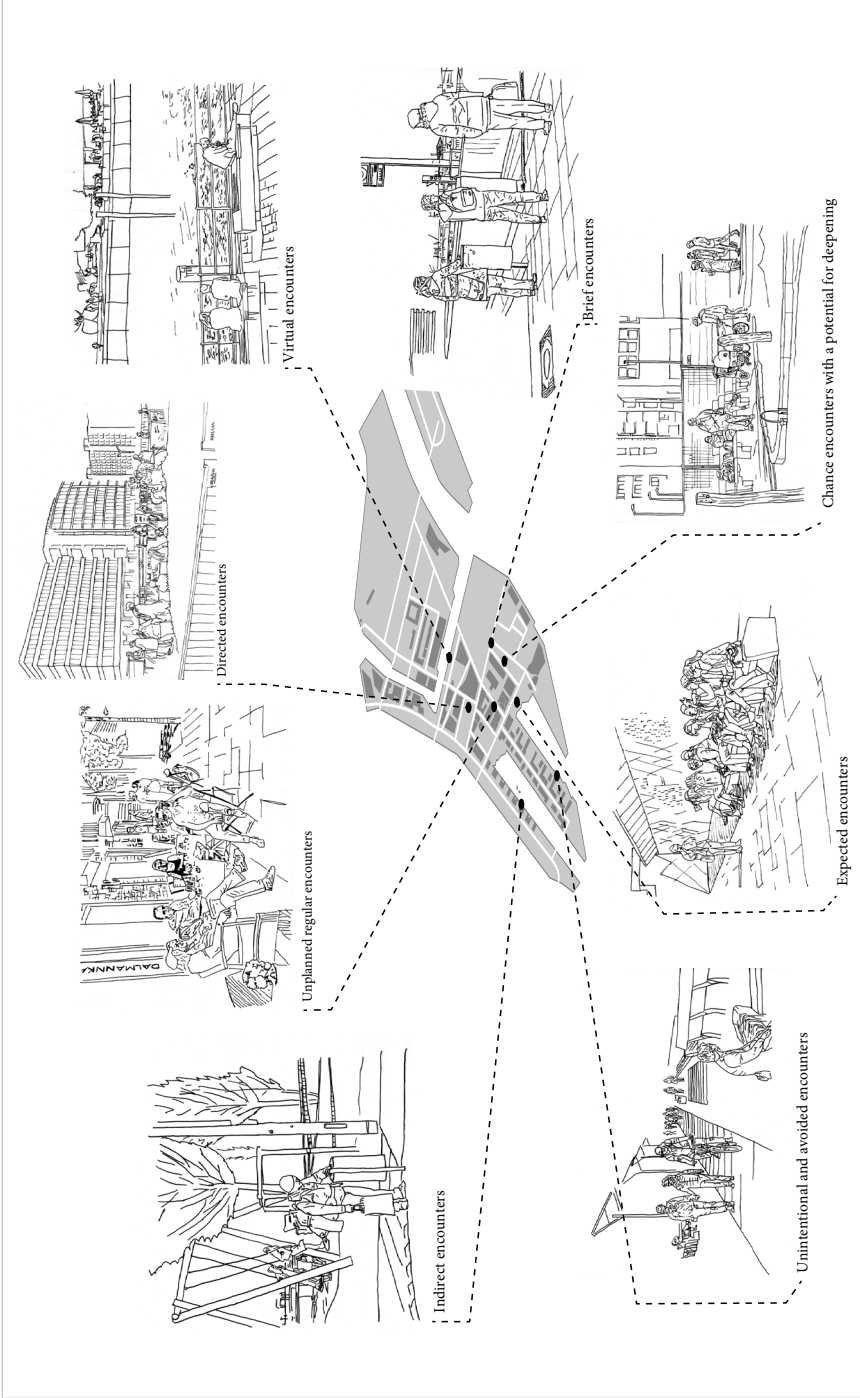 Indirect encounters
DALMANNKA
Unplanned regular encounters
Directed encounters
Virtual encounters
Unintentional and avoided encounters
Expected encounters
Chance encounters with a potential for deepening
Brief encounters